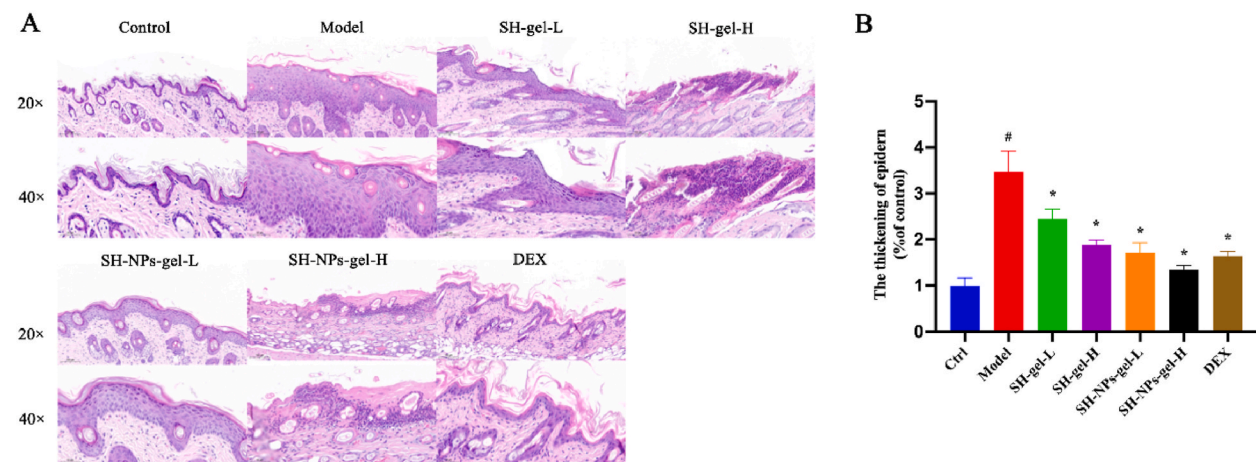 A
Control Model SH-gel-L SH-gel-H
20×
40×
SH-NPs-gel-L SH-NPs-gel-H DEX
20×
40×
B
The thickening of epidern
(%of control)
5
4
3
2
1
0
#
*
*
*
*
*
Ctrl
Model
SH-gel-L
SH-gel-H
SH-NPs-gel-L
SH-NPs-gel-H
DEX